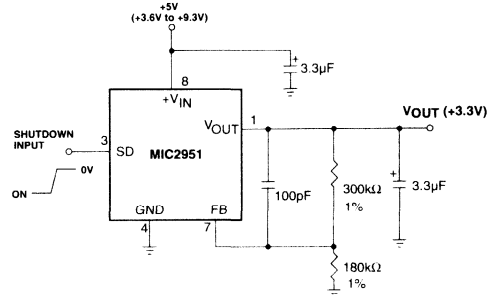 +5V
(+3.6V to +9.3V)
+
3.3µF
8
+VIN
VOUT
1
VOUT (+3.3V)
SHUTDOWN
INPUT
3
SD
MIC2951
0V
ON
100pF
300kΩ
1%
+
3.3µF
GND
FB
4
7
180kΩ
1%